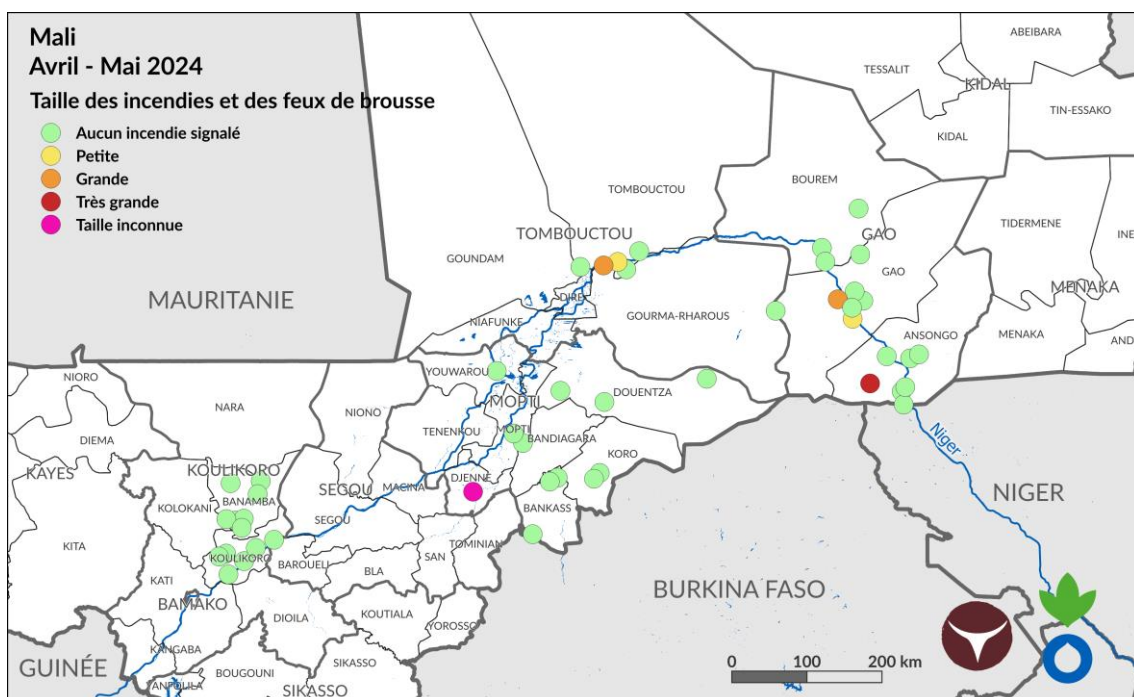 Mali
Avril - Mai 2024
Taille des incendies et des feux de brousse
Aucun incendie signalé
Petite
Grande
Très grande
Taille inconnue
ABEIBARA
TESSALIT
KIDAL
TIN-ESSAKO
KIDAL
BOUREM
TOMBOUCTOU
TIDERMENE
INE
TOMBOUCTOU
GAO
GOUNDAM
GAO
MENAKA
MAURITANIE
DIRE
GOURMA-RHAROUS
NIAFUNKE
ANSONGO
MENAKA
AND
YOUWAROU
NIORO
NARA
NIONO
MOPTI
DOUENTZA
TENENKOU
MOPTI
BANDIAGARA
Niger
DIEMA
KORO
KAYES
KOULIKORO
SEGOU
MACINA
DJENNE
NIGER
BANAMBA
KOLOKANI
BANKASS
SEGOU
KITA
TOMINIAN
SAN
KOULIKORO
BAROUELI
BLA
KATI
BURKINA FASO
BAMAKO
DIOILA
KOUTIALA
YOROSSO
KANGABA
GUINÉE
SIKASSO
BOUGOUNI
SIKASSO
0 100 200 km